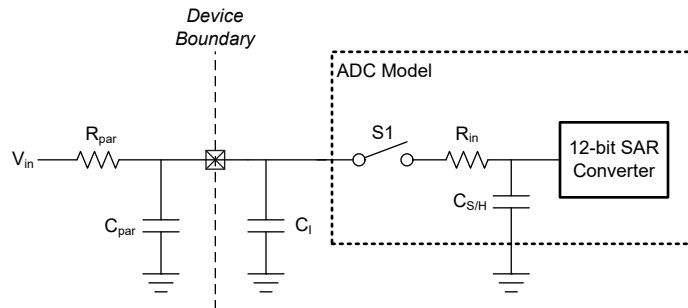 Device
Boundary
ADC Model
R_par
S1
R_in
V_in
12-bit SAR
Converter
C_par
C_I
C_S/H